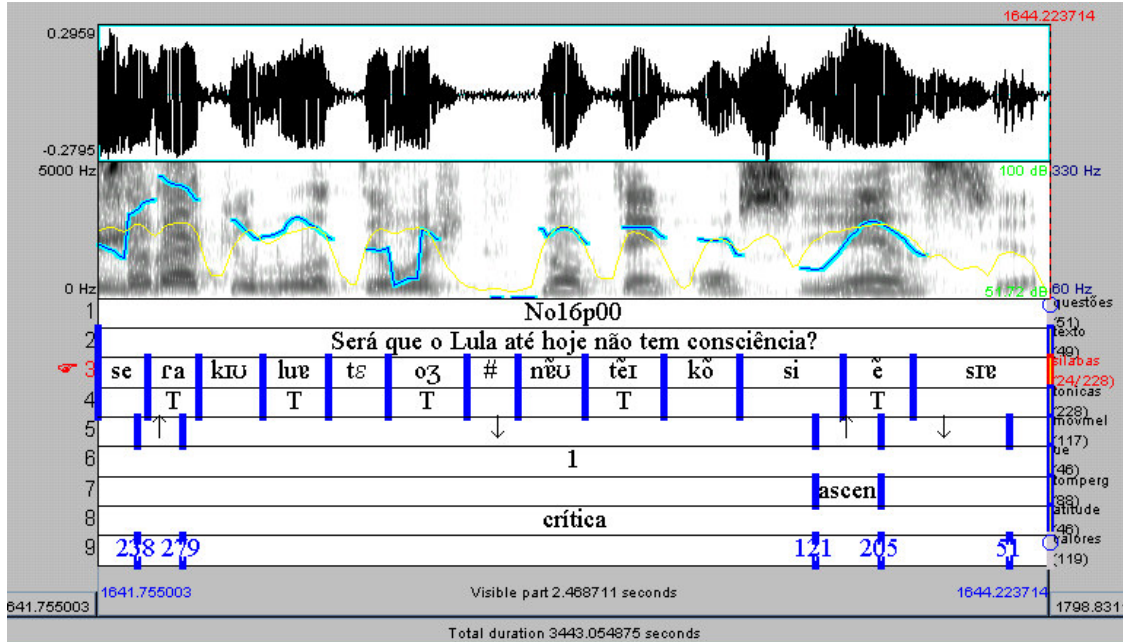 1644.223714
0.2959
-0.2795
5000 Hz 100 dB 330 Hz
0 Hz 51.72 dB 60 Hz
1 No16p00 questões (51)
2 Será que o Lula até hoje não tem consciência? texto (49)
3 se ɾa kɪʊ luɐ tɛ oʒ # nɐ̃ʊ tẽɪ kõ si ẽ sɪɐ sílabas (24/228)
4 T T T T T tonicas (228)
5 ↑ ↓ ↑ ↓ movmel (117)
6 1 ue (46)
7 ascen tomperg (88)
8 crítica atitude (46)
9 238 279 121 205 51 valores (119)
1641.755003 Visible part 2.468711 seconds 1644.223714
641.755003 1798.831
Total duration 3443.054875 seconds